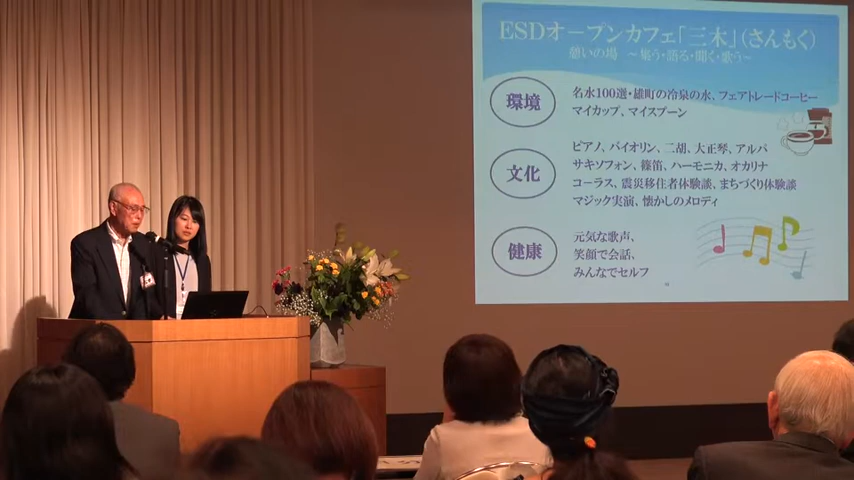 ESDオープンカフェ「三木」(さんもく)
憩いの場 ～集う・語る・聞く・歌う～
環境
名水100選・雄町の冷泉の水、フェアトレードコーヒー
マイカップ、マイスプーン
文化
ピアノ、バイオリン、二胡、大正琴、アルパ
サキソフォン、篠笛、ハーモニカ、オカリナ
コーラス、震災移住者体験談、まちづくり体験談
マジック実演、懐かしのメロディ
健康
元気な歌声、
笑顔で会話、
みんなでセルフ